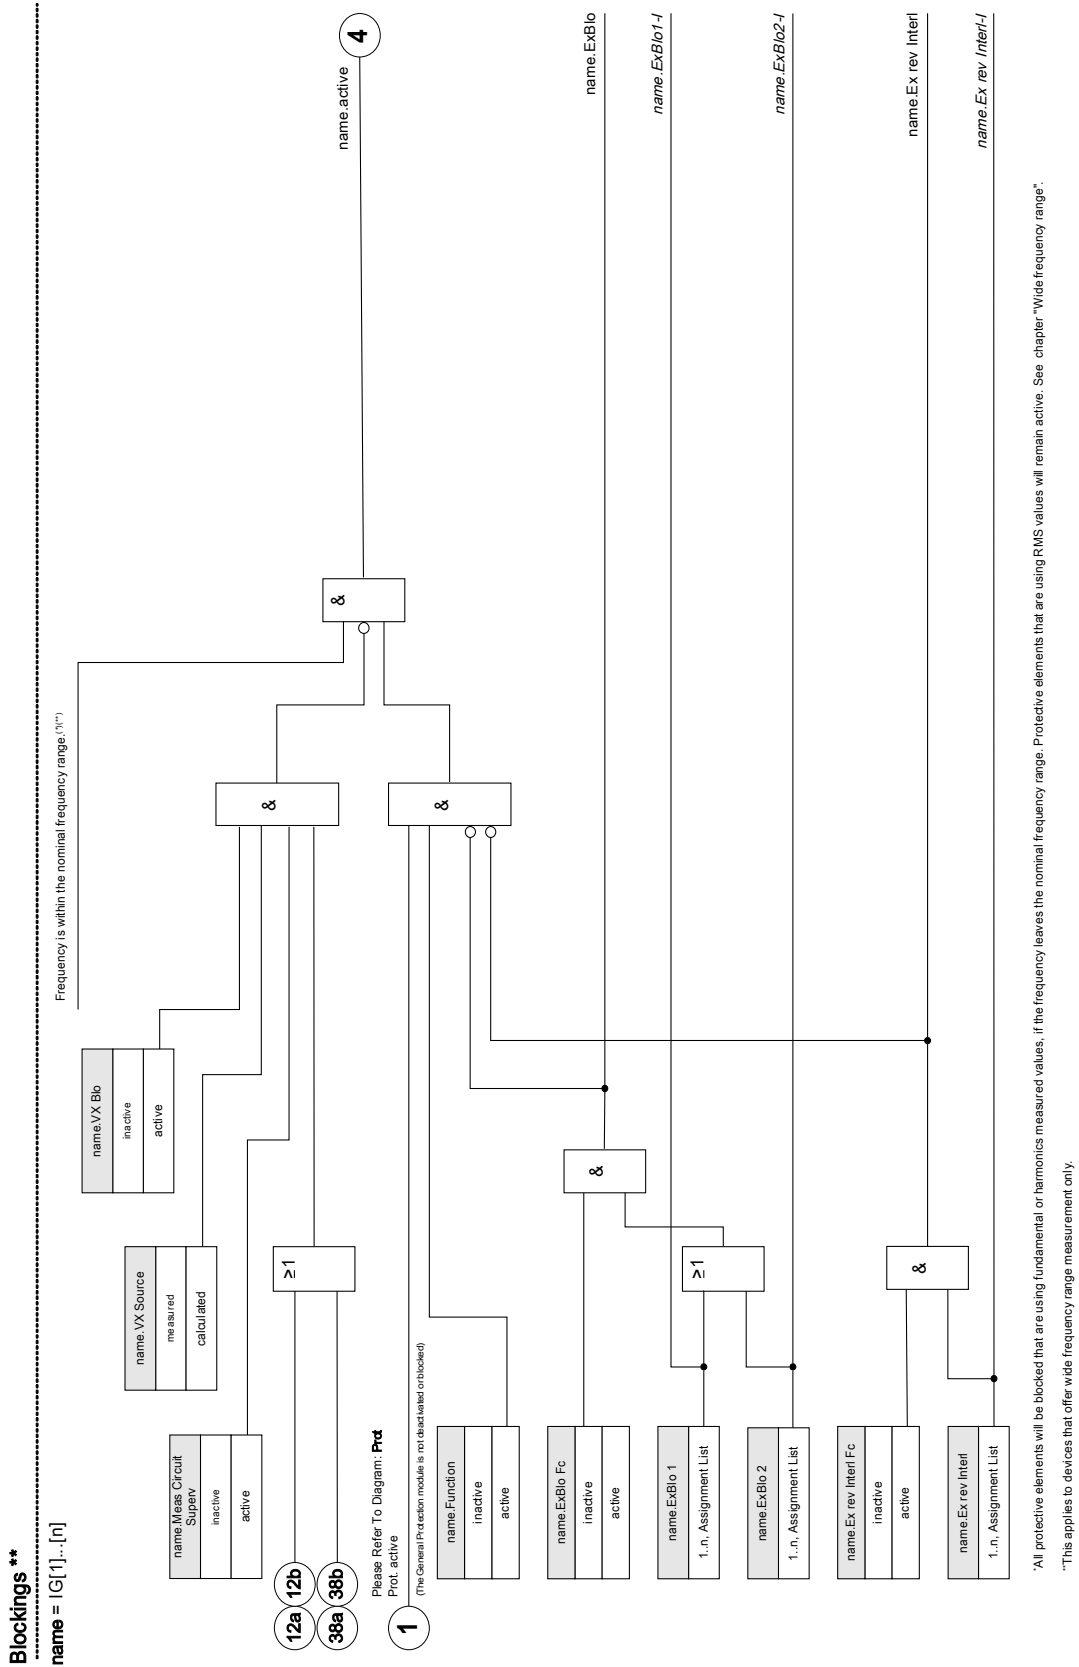 Blockings **
name = IG[1]...[n]
Frequency is within the nominal frequency range.(*)(**)
name.VX Blo
inactive
active
name.VX Source
measured
calculated
name.Meas Circuit
Superv
inactive
active
12a
12b
38a
38b
≥1
&
&
name.active
4
Please Refer To Diagram: Prot
Prot. active
1
(The General Protection module is not deactivated or blocked)
&
name.Function
inactive
active
name.ExBlo Fc
inactive
active
&
name.ExBlo
name.ExBlo 1
1..n, Assignment List
≥1
name.ExBlo1-I
name.ExBlo 2
1..n, Assignment List
name.ExBlo2-I
name.Ex rev Interl Fc
inactive
active
&
name.Ex rev Interl
name.Ex rev Interl
1..n, Assignment List
name.Ex rev Interl-I
*All protective elements will be blocked that are using fundamental or harmonics measured values, if the frequency leaves the nominal frequency range. Protective elements that are using RMS values will remain active. See chapter "Wide frequency range".
**This applies to devices that offer wide frequency range measurement only.